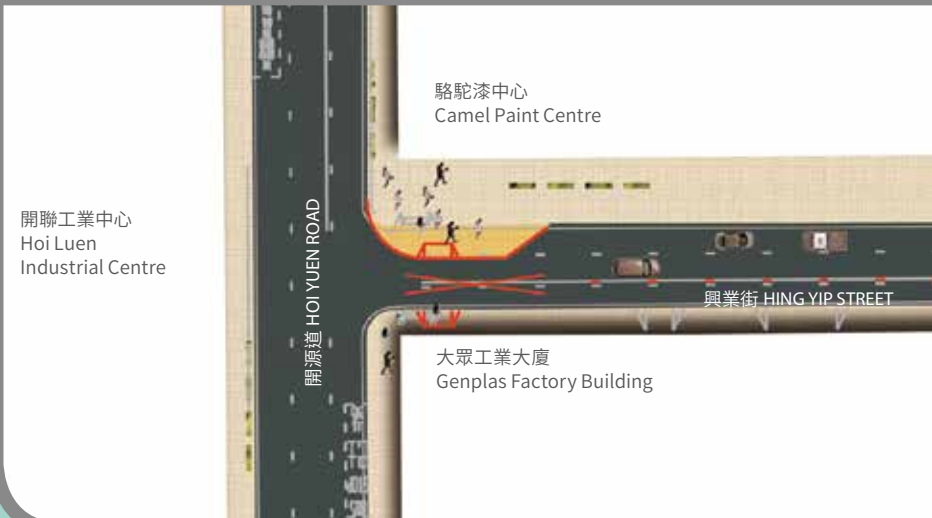 駱駝漆中心
Camel Paint Centre
開聯工業中心
Hoi Luen
Industrial Centre
開源道 HOI YUEN ROAD
興業街 HING YIP STREET
大眾工業大廈
Genplas Factory Building